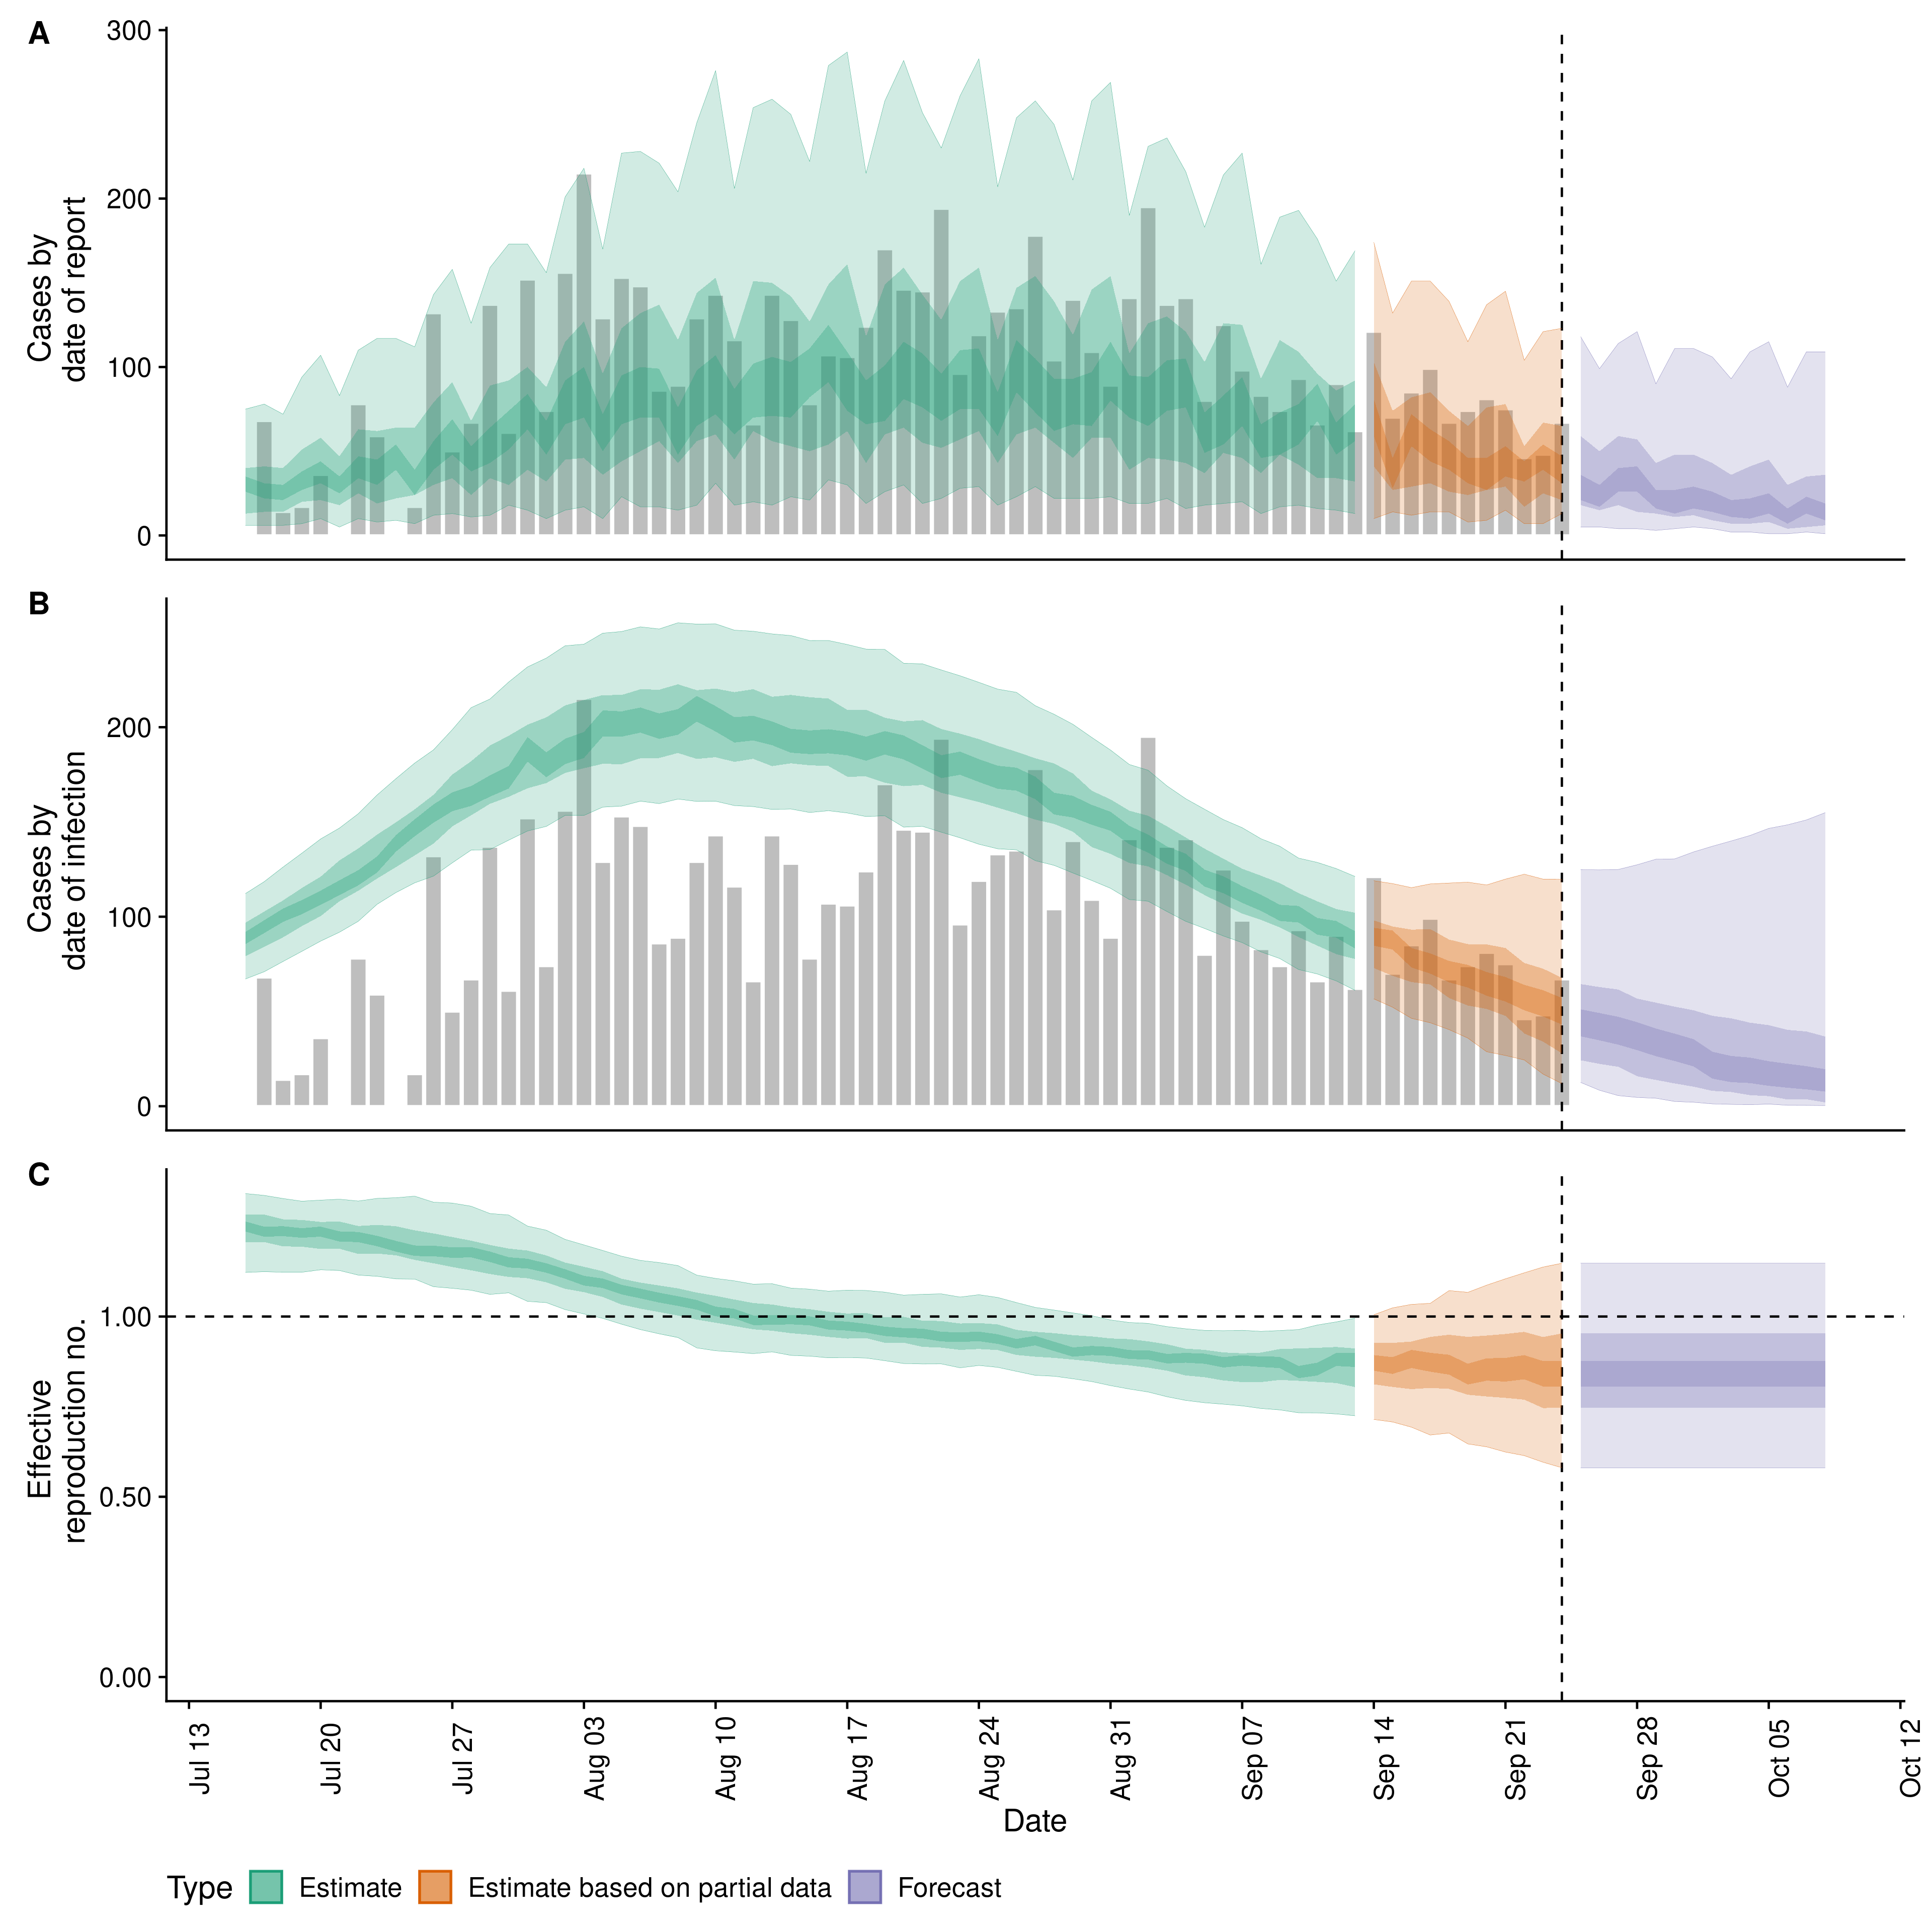 A
300
200
100
0
Cases by
date of report
B
200
100
0
Cases by
date of infection
C
1.00
0.50
0.00
Effective
reproduction no.
Jul 13
Jul 20
Jul 27
Aug 03
Aug 10
Aug 17
Aug 24
Aug 31
Sep 07
Sep 14
Sep 21
Sep 28
Oct 05
Oct 12
Date
Type Estimate Estimate based on partial data Forecast